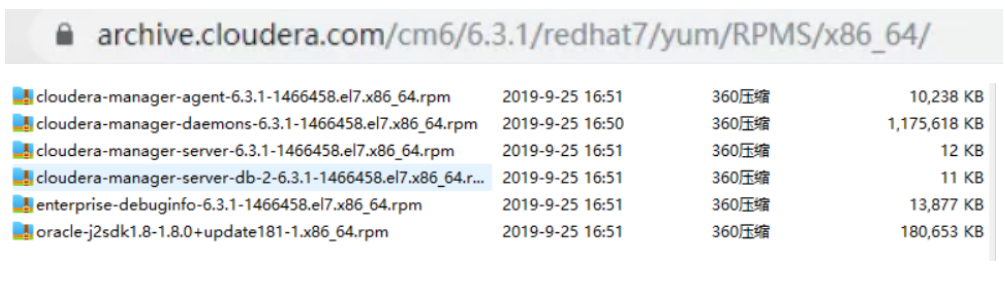 archive.cloudera.com/cm6/6.3.1/redhat7/yum/RPMS/x86_64/
cloudera-manager-agent-6.3.1-1466458.el7.x86_64.rpm 2019-9-25 16:51 360压缩 10,238 KB
cloudera-manager-daemons-6.3.1-1466458.el7.x86_64.rpm 2019-9-25 16:50 360压缩 1,175,618 KB
cloudera-manager-server-6.3.1-1466458.el7.x86_64.rpm 2019-9-25 16:51 360压缩 12 KB
cloudera-manager-server-db-2-6.3.1-1466458.el7.x86_64.r... 2019-9-25 16:51 360压缩 11 KB
enterprise-debuginfo-6.3.1-1466458.el7.x86_64.rpm 2019-9-25 16:51 360压缩 13,877 KB
oracle-j2sdk1.8-1.8.0+update181-1.x86_64.rpm 2019-9-25 16:51 360压缩 180,653 KB